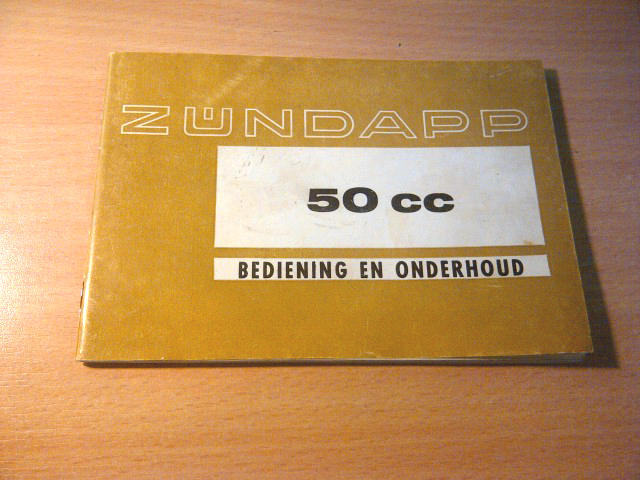 ZÜNDAPP
50 cc
BEDIENING EN ONDERHOUD